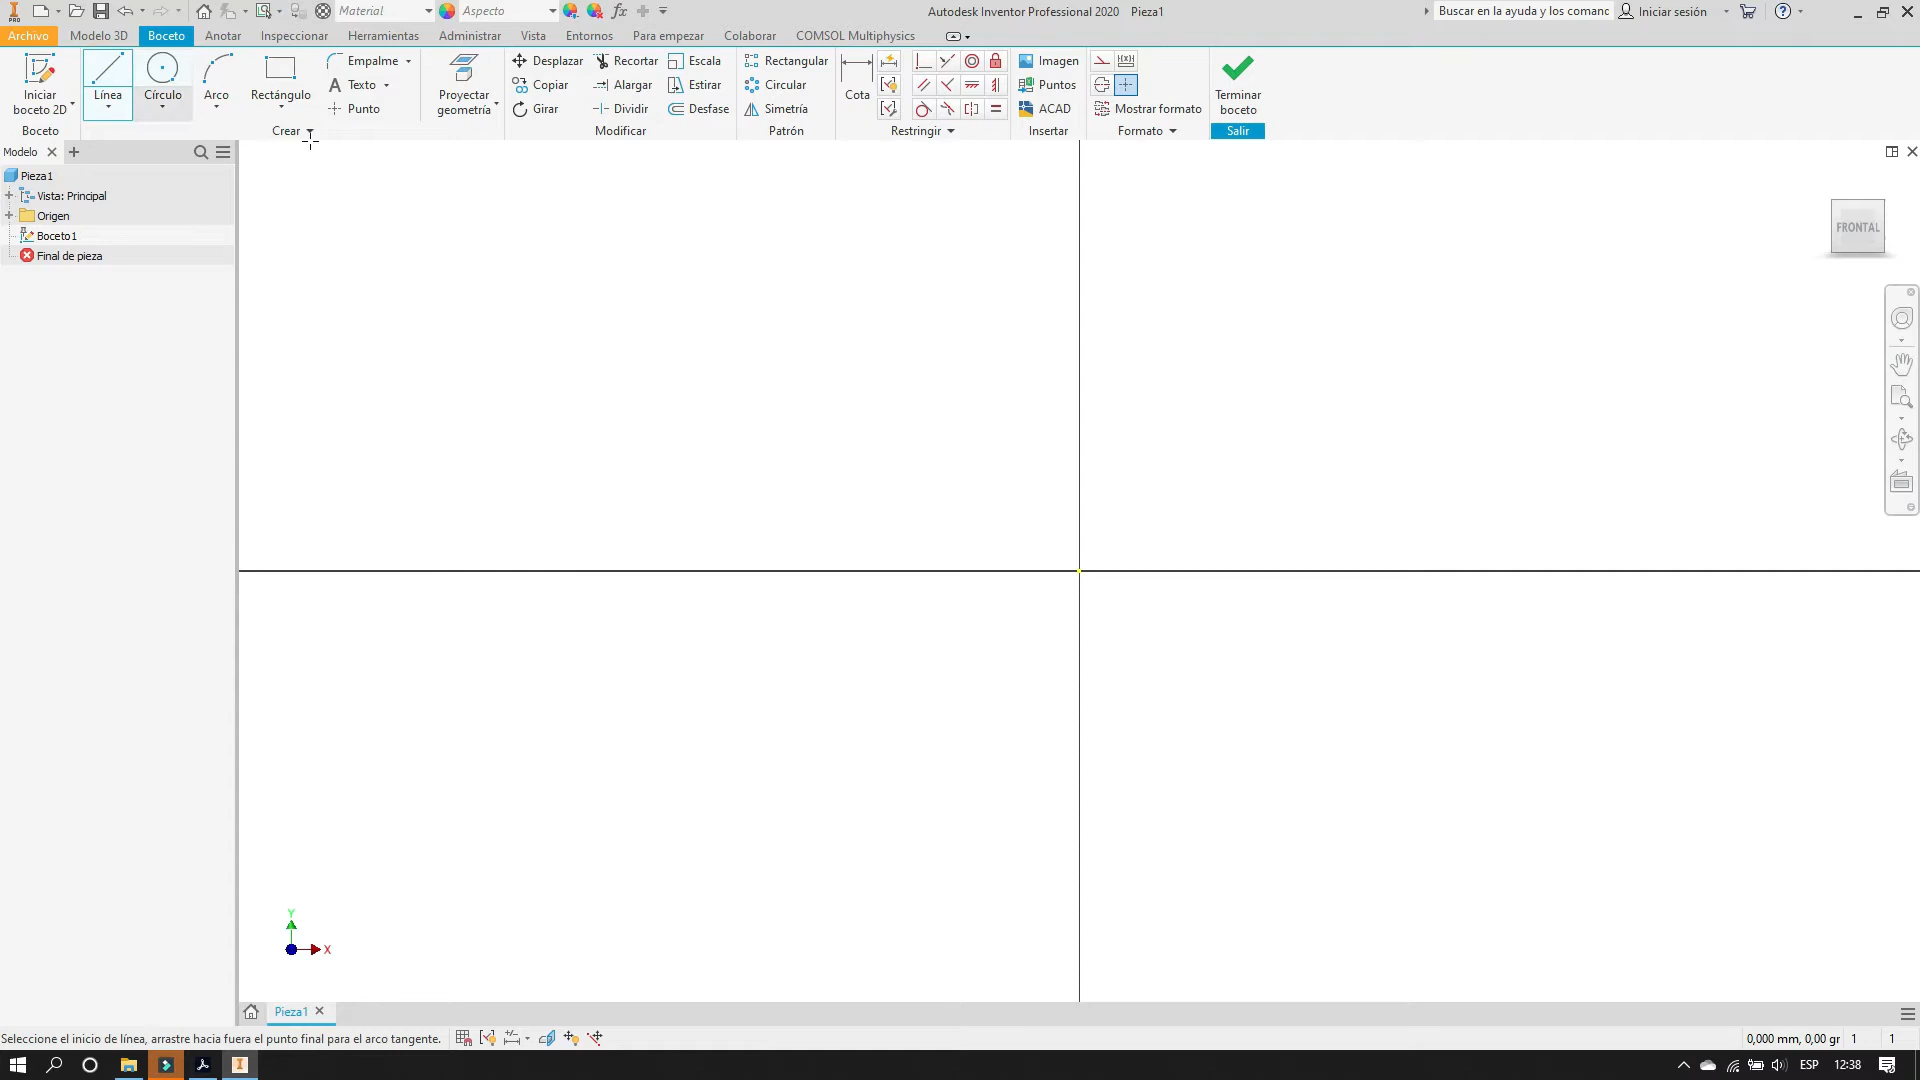 PRO Material Aspecto fx Autodesk Inventor Professional 2020 Pieza1 Buscar en la ayuda y los comanc Iniciar sesión
Archivo Modelo 3D Boceto Anotar Inspeccionar Herramientas Administrar Vista Entornos Para empezar Colaborar COMSOL Multiphysics
Iniciar boceto 2D
Línea
Círculo
Arco
Rectángulo
Empalme
Texto
Punto
Proyectar geometría
Desplazar Recortar Escala
Copiar Alargar Estirar
Girar Dividir Desfase
Rectangular
Circular
Simetría
Cota
Imagen
Puntos
ACAD
Mostrar formato
Terminar boceto
Boceto Crear Modificar Patrón Restringir Insertar Formato Salir
Modelo
Pieza1
Vista: Principal
Origen
Boceto1
Final de pieza
FRONTAL
Y
X
Pieza1
Seleccione el inicio de línea, arrastre hacia fuera el punto final para el arco tangente. 0,000 mm, 0,00 gr 1 1
ESP 12:38